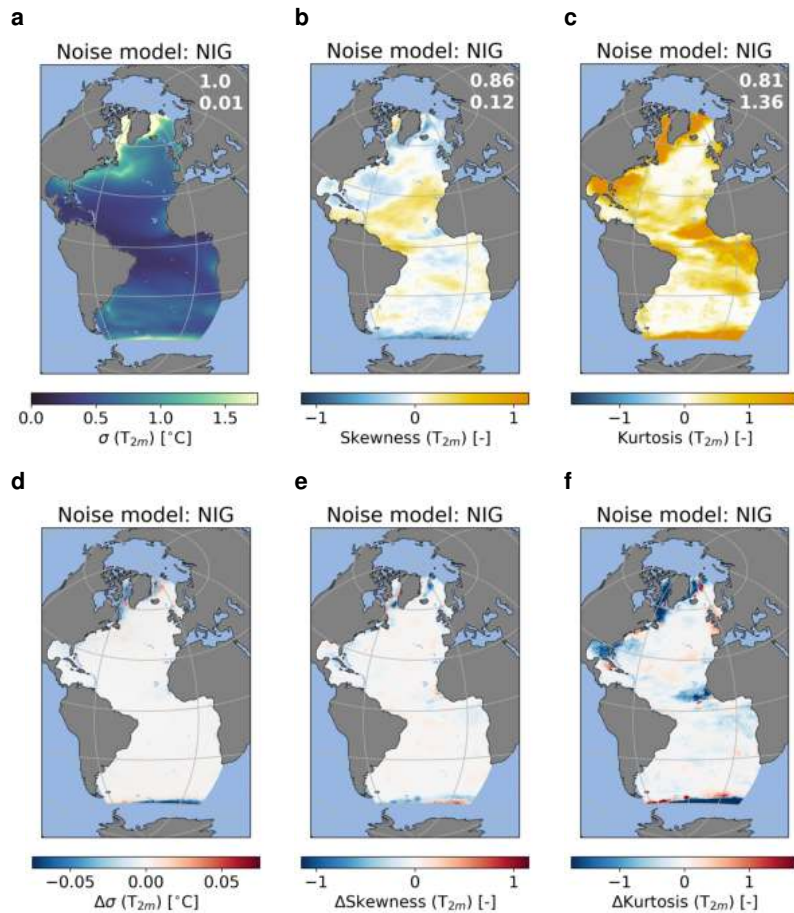 a
Noise model: NIG
1.0
0.01
0.0
0.5
1.0
1.5
σ (T2m) [°C]
b
Noise model: NIG
0.86
0.12
−1
0
1
Skewness (T2m) [-]
c
Noise model: NIG
0.81
1.36
−1
0
1
Kurtosis (T2m) [-]
d
Noise model: NIG
−0.05
0.00
0.05
Δσ (T2m) [°C]
e
Noise model: NIG
−1
0
1
ΔSkewness (T2m) [-]
f
Noise model: NIG
−1
0
1
ΔKurtosis (T2m) [-]